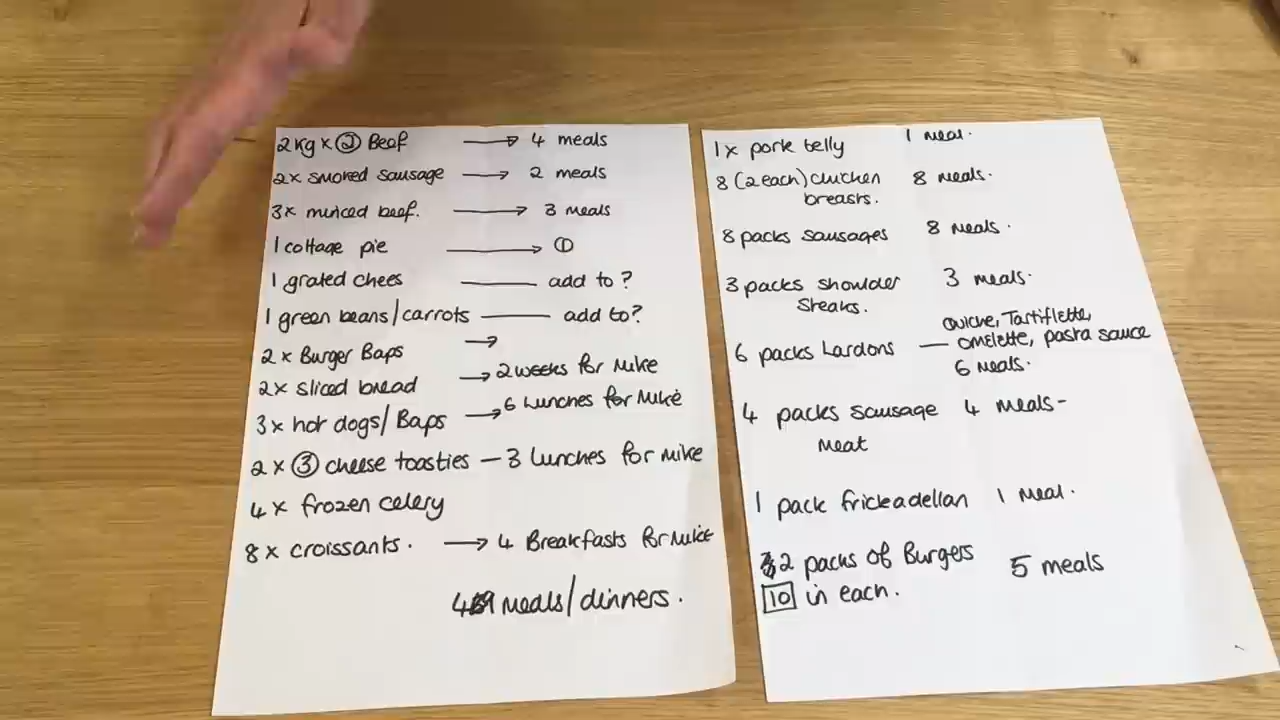 2kg x ② Beef → 4 meals
2x smoked sausage → 2 meals
3x minced beef. → 3 meals
1 cottage pie → ①
1 grated chees — add to?
1 green beans/carrots — add to?
2 x Burger Baps →
2x sliced bread → 2 weeks for Mike
3x hot dogs/Baps → 6 Lunches for Mike
2 x ③ cheese toasties – 3 Lunches for Mike
4x frozen celery
8x croissants. → 4 Breakfasts for Mike
meals/dinners.
1x pork belly 1 meal.
8 (2 each) chicken 8 meals.
breasts.
8 packs sausages 8 meals.
3 packs shoulder 3 meals.
steaks.
Quiche, Tartiflette,
6 packs Lardons — omelette, pasta sauce
6 meals.
4 packs sausage 4 meals-
meat
1 pack frickadellan 1 meal.
2 packs of Burgers 5 meals
10 in each.